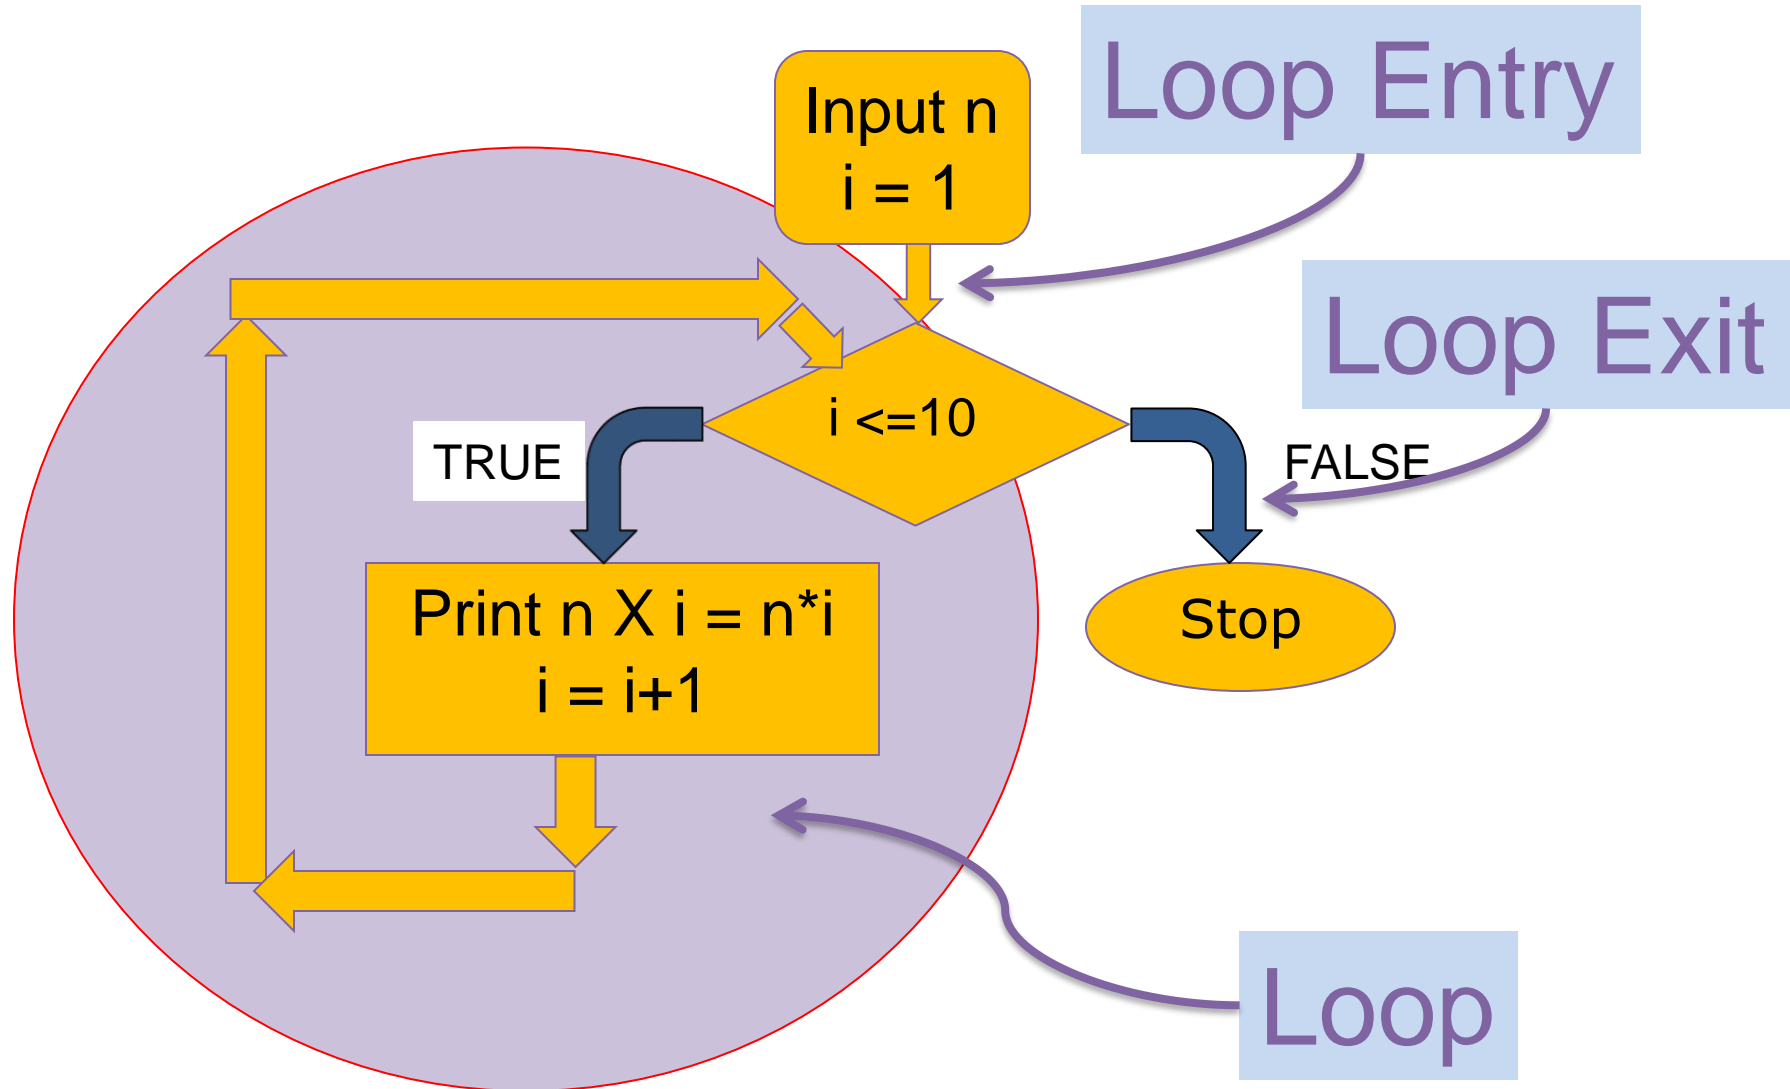 Loop Entry
Input n
i = 1
Loop Exit
i <=10
TRUE
FALSE
Print n X i = n*i
i = i+1
Stop
Loop